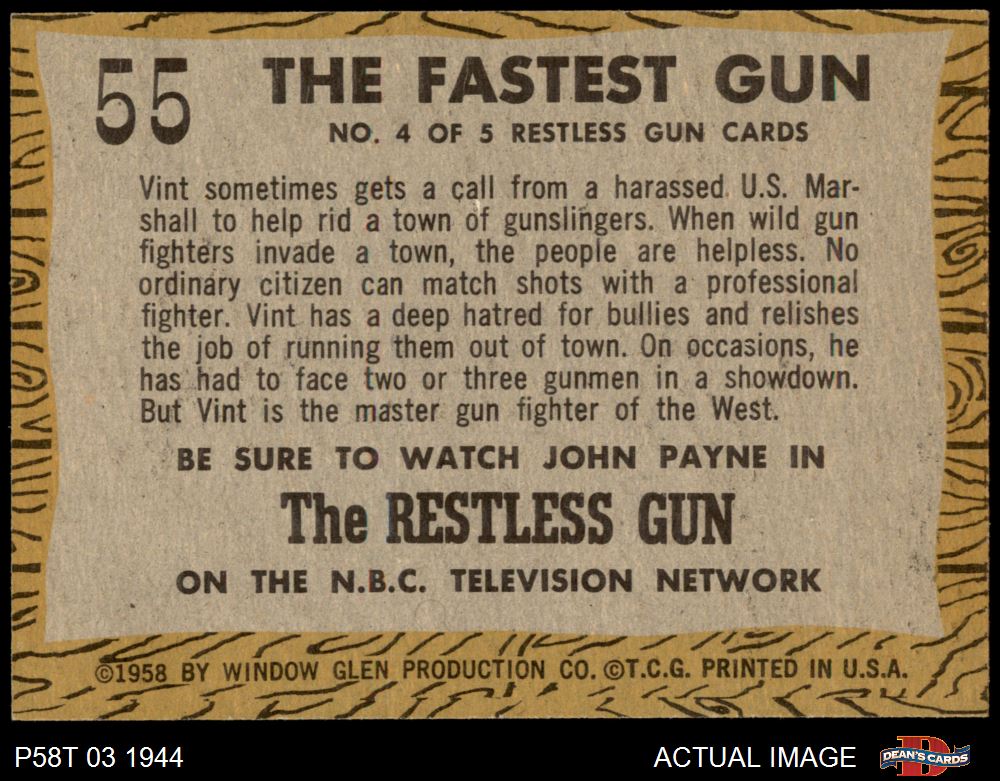 55
THE FASTEST GUN
NO. 4 OF 5 RESTLESS GUN CARDS
Vint sometimes gets a call from a harassed U.S. Mar-
shall to help rid a town of gunslingers. When wild gun
fighters invade a town, the people are helpless. No
ordinary citizen can match shots with a professional
fighter. Vint has a deep hatred for bullies and relishes
the job of running them out of town. On occasions, he
has had to face two or three gunmen in a showdown.
But Vint is the master gun fighter of the West.
BE SURE TO WATCH JOHN PAYNE IN
The RESTLESS GUN
ON THE N.B.C. TELEVISION NETWORK
©1958 BY WINDOW GLEN PRODUCTION CO. ©T.C.G. PRINTED IN U.S.A.
P58T 03 1944
ACTUAL IMAGE
DEAN'S CARDS